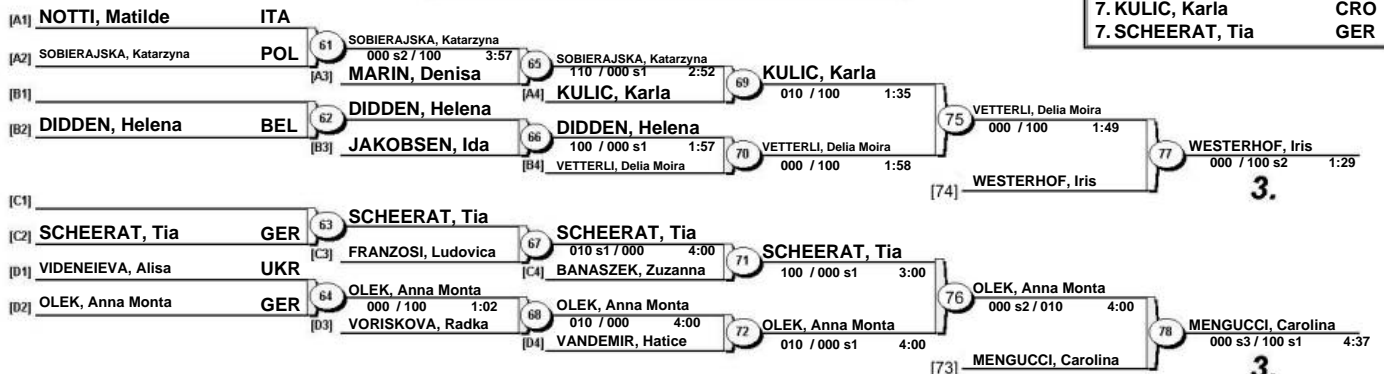 7. KULIC, Karla CRO
7. SCHEERAT, Tia GER
[A1] NOTTI, Matilde ITA
[A2] SOBIERAJSKA, Katarzyna POL
61
SOBIERAJSKA, Katarzyna
000 s2 / 100 3:57
[A3] MARIN, Denisa
65
SOBIERAJSKA, Katarzyna
110 / 000 s1 2:52
[A4] KULIC, Karla
69
KULIC, Karla
010 / 100 1:35
[B1]
[B2] DIDDEN, Helena BEL
62
DIDDEN, Helena
[B3] JAKOBSEN, Ida
66
DIDDEN, Helena
100 / 000 s1 1:57
[B4] VETTERLI, Delia Moira
70
VETTERLI, Delia Moira
000 / 100 1:58
75
VETTERLI, Delia Moira
000 / 100 1:49
[74] WESTERHOF, Iris
77
WESTERHOF, Iris
000 / 100 s2 1:29
3.
[C1]
[C2] SCHEERAT, Tia GER
63
SCHEERAT, Tia
[C3] FRANZOSI, Ludovica
67
SCHEERAT, Tia
010 s1 / 000 4:00
[C4] BANASZEK, Zuzanna
71
SCHEERAT, Tia
100 / 000 s1 3:00
[D1] VIDENEIEVA, Alisa UKR
[D2] OLEK, Anna Monta GER
64
OLEK, Anna Monta
000 / 100 1:02
[D3] VORISKOVA, Radka
68
OLEK, Anna Monta
010 / 000 4:00
[D4] VANDEMIR, Hatice
72
OLEK, Anna Monta
010 / 000 s1 4:00
76
OLEK, Anna Monta
000 s2 / 010 4:00
[73] MENGUCCI, Carolina
78
MENGUCCI, Carolina
000 s3 / 100 s1 4:37
3.